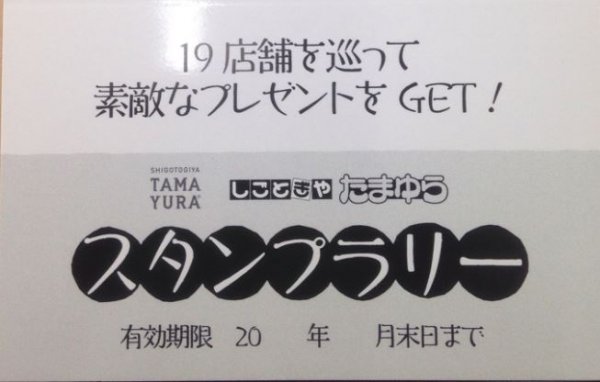 19店舗を巡って
素敵なプレゼントをGET！
SHIGOTOGIYA
TAMA
YURA
しごときや たまゆら
スタンプラリー
有効期限 20 年 月末日まで